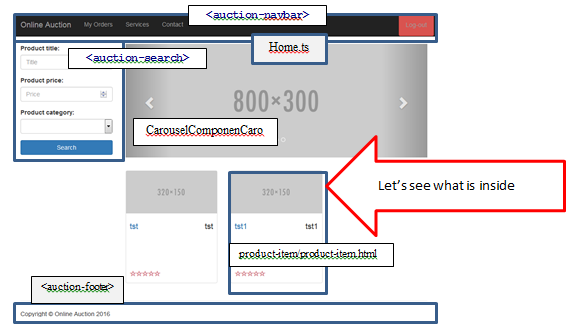 <auction-navbar>
Online Auction My Orders Services Contact Log out
Home.ts
Product title:
Title
<auction-search>
Product price:
Price
Product category:
Search
800×300
CarouselComponenCaro
Let's see what is inside
320×150 320×150
tst tst tst1 tst1
product-item/product-item.html
<auction-footer>
Copyright © Online Auction 2016